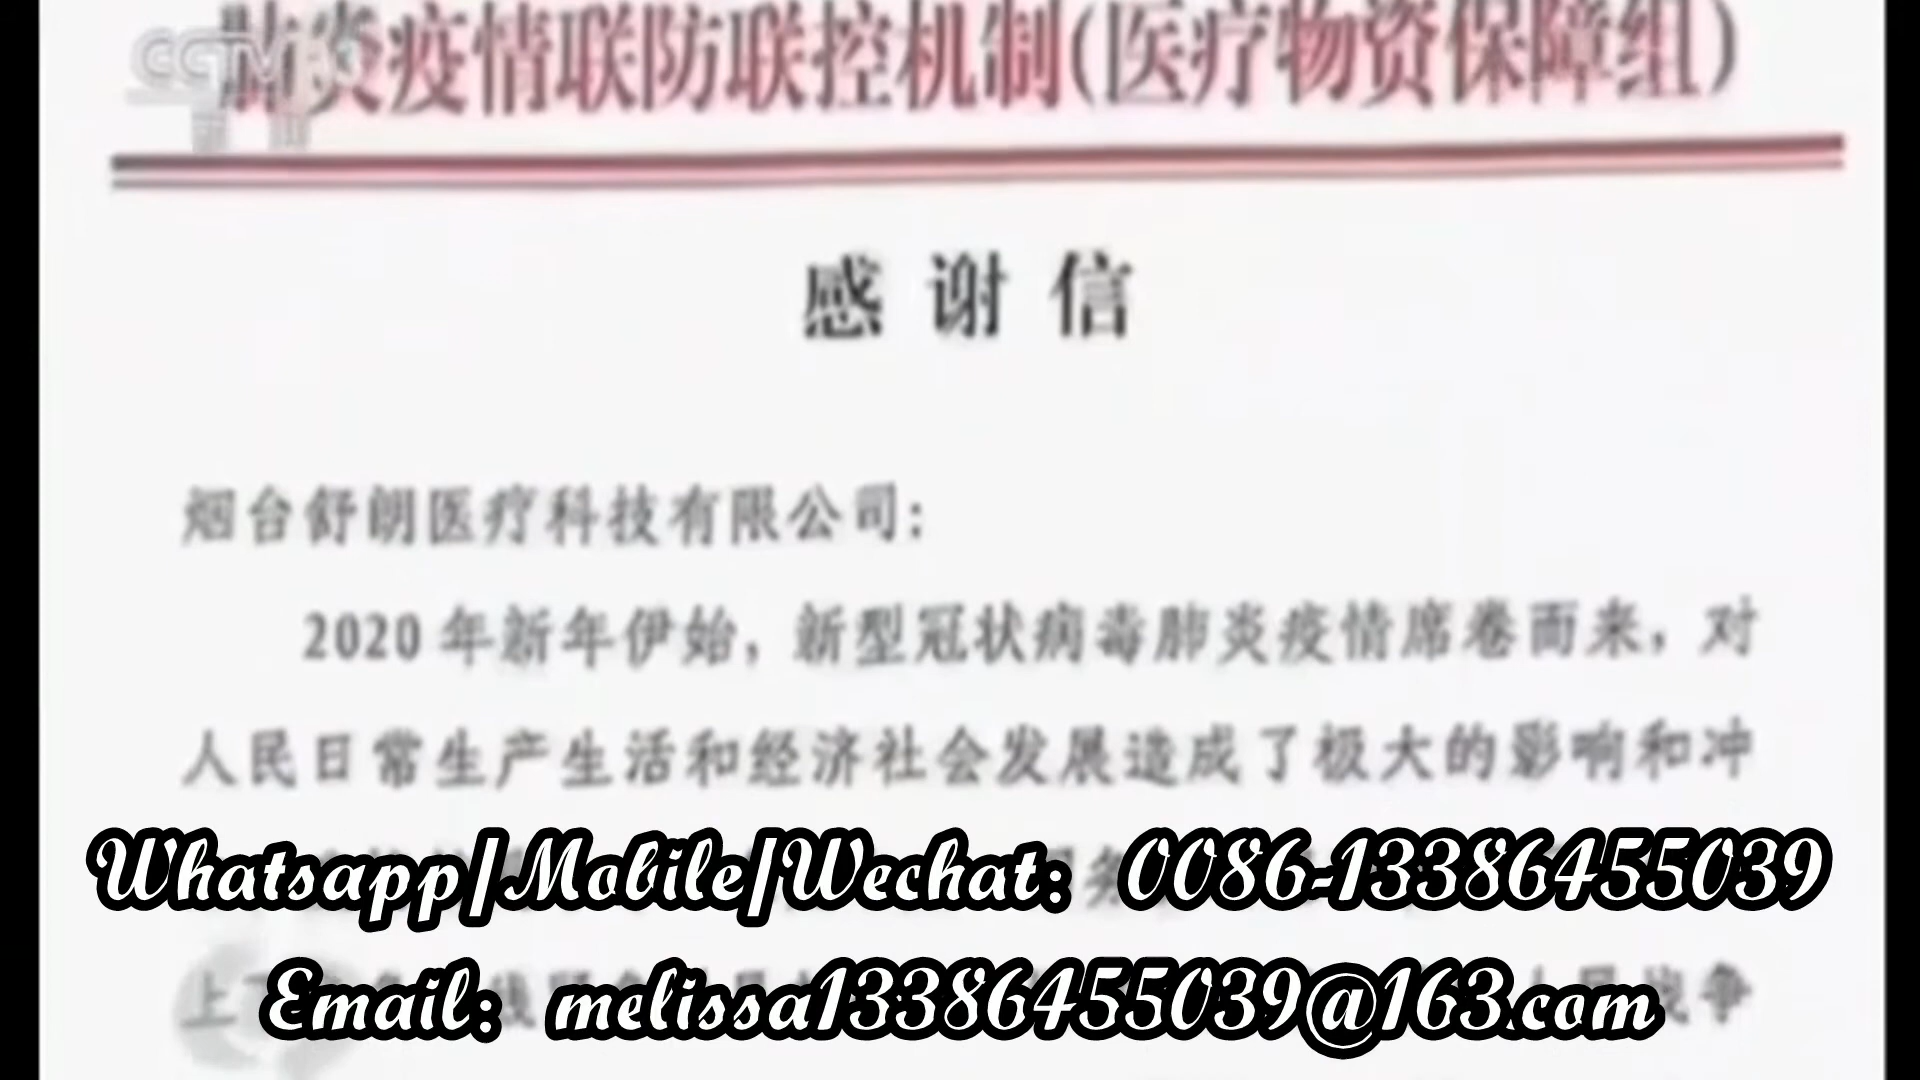 CCTV
肺炎疫情联防联控机制(医疗物资保障组)
感谢信
烟台舒朗医疗科技有限公司:
2020年新年伊始，新型冠状病毒肺炎疫情席卷而来，对
人民日常生产生活和经济社会发展造成了极大的影响和冲
Whatsapp/Mobile/Wechat: 0086-13386455039
上
Email: melissa13386455039@163.com
战争